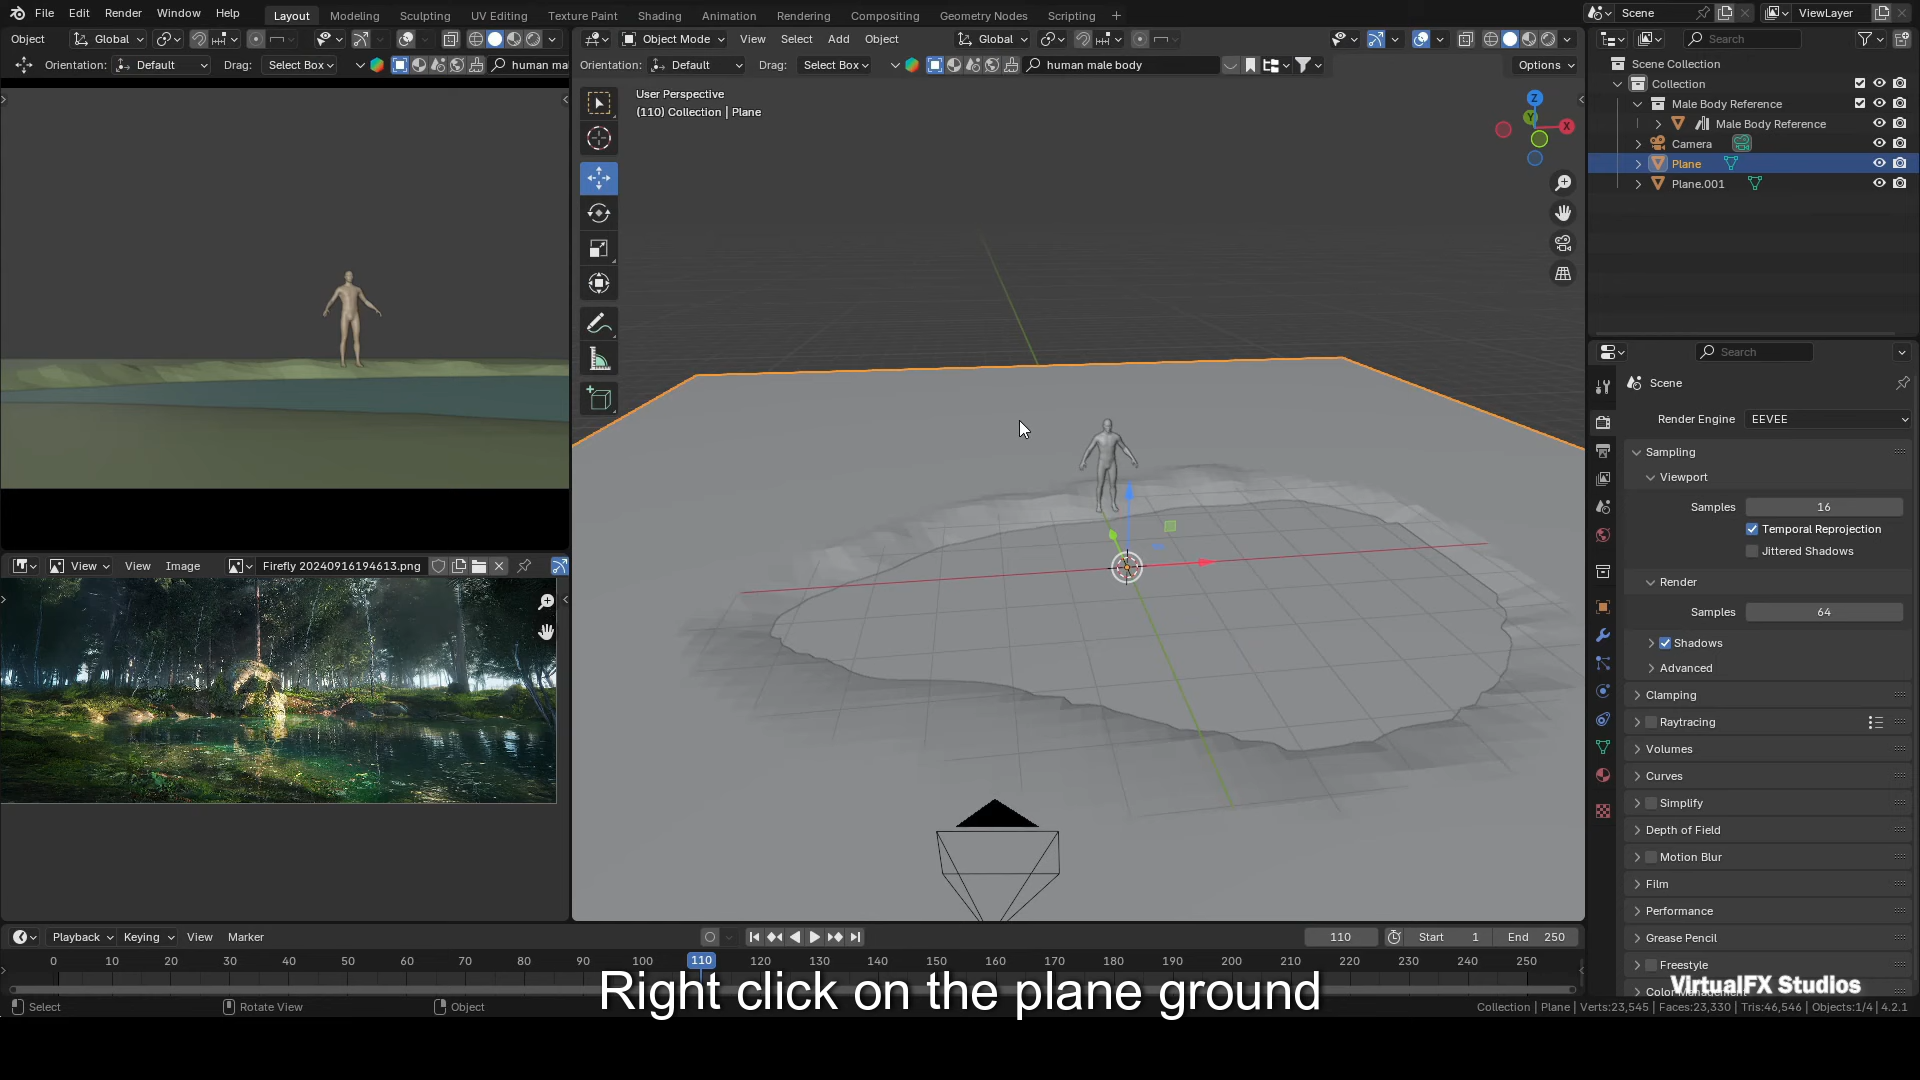 File Edit Render Window Help Layout Modeling Sculpting UV Editing Texture Paint Shading Animation Rendering Compositing Geometry Nodes Scripting + Scene ViewLayer
Object Global Object Mode View Select Add Object Global Search
Orientation: Default Drag: Select Box human ma Orientation: Default Drag: Select Box human male body Options
User Perspective
(110) Collection | Plane
Z
Y
X
Scene Collection
Collection
Male Body Reference
Male Body Reference
Camera
Plane
Plane.001
Search
Scene
Render Engine EEVEE
Sampling
Viewport
Samples 16
Temporal Reprojection
Jittered Shadows
Render
Samples 64
Shadows
Advanced
Clamping
Raytracing
Volumes
Curves
Simplify
Depth of Field
Motion Blur
Film
Performance
Grease Pencil
Freestyle
Color Management
View View Image Firefly 20240916194613.png
Playback Keying View Marker 110 Start 1 End 250
0 10 20 30 40 50 60 70 80 90 100 110 120 130 140 150 160 170 180 190 200 210 220 230 240 250
Right click on the plane ground
VirtualFX Studios
Select Rotate View Object Collection | Plane | Verts:23,545 | Faces:23,330 | Tris:46,546 | Objects:1/4 | 4.2.1